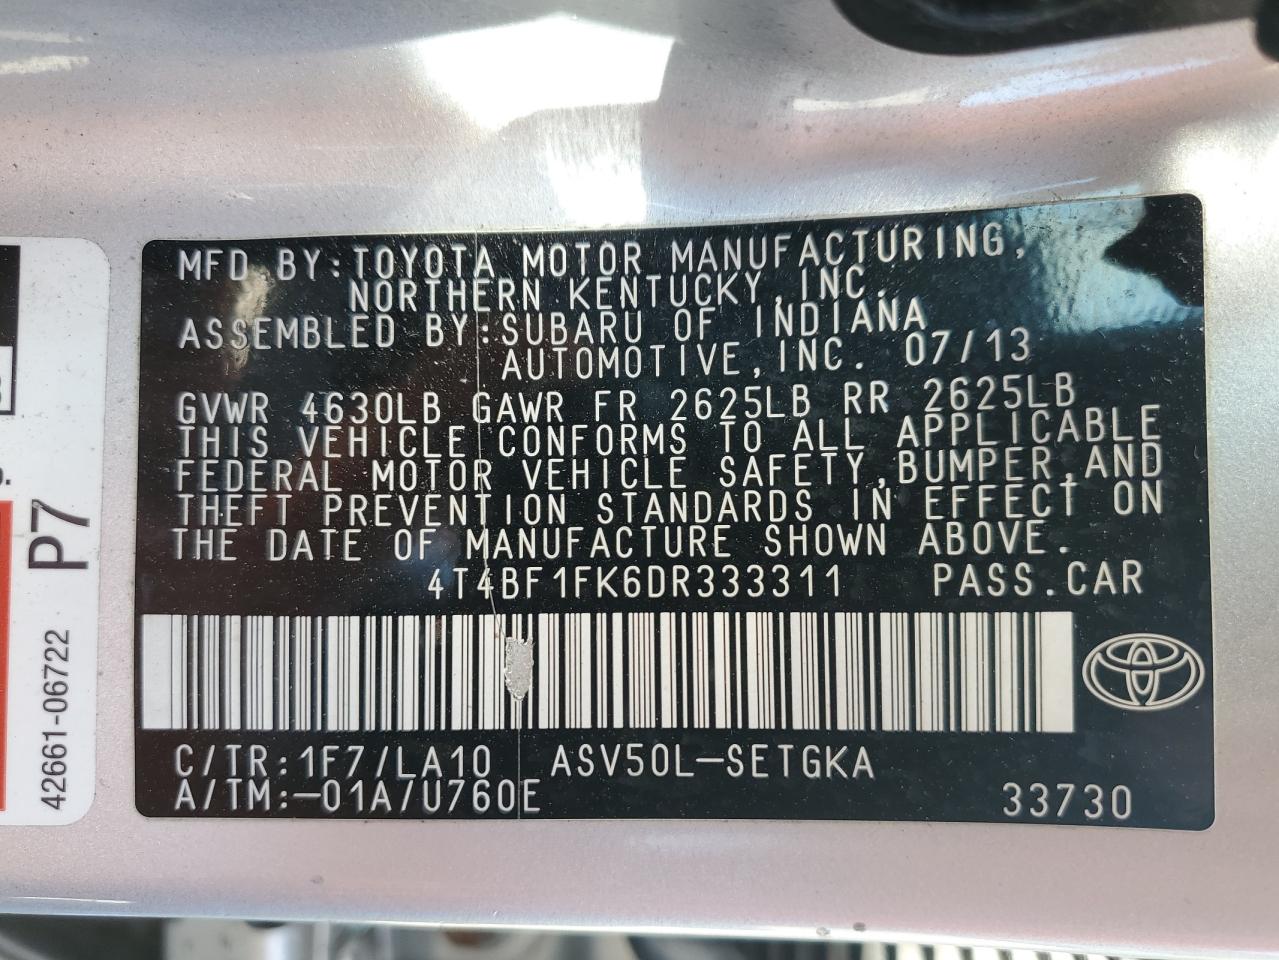 MFD BY:TOYOTA MOTOR MANUFACTURING,
NORTHERN KENTUCKY,INC.
ASSEMBLED BY:SUBARU OF INDIANA
AUTOMOTIVE,INC. 07/13
GVWR 4630LB GAWR FR 2625LB RR 2625LB
THIS VEHICLE CONFORMS TO ALL APPLICABLE
FEDERAL MOTOR VEHICLE SAFETY,BUMPER,AND
THEFT PREVENTION STANDARDS IN EFFECT ON
THE DATE OF MANUFACTURE SHOWN ABOVE.
4T4BF1FK6DR333311 PASS.CAR
C/TR:1F7/LA10 ASV50L-SETGKA
A/TM:-01A/U760E 33730
P7
42661-06722